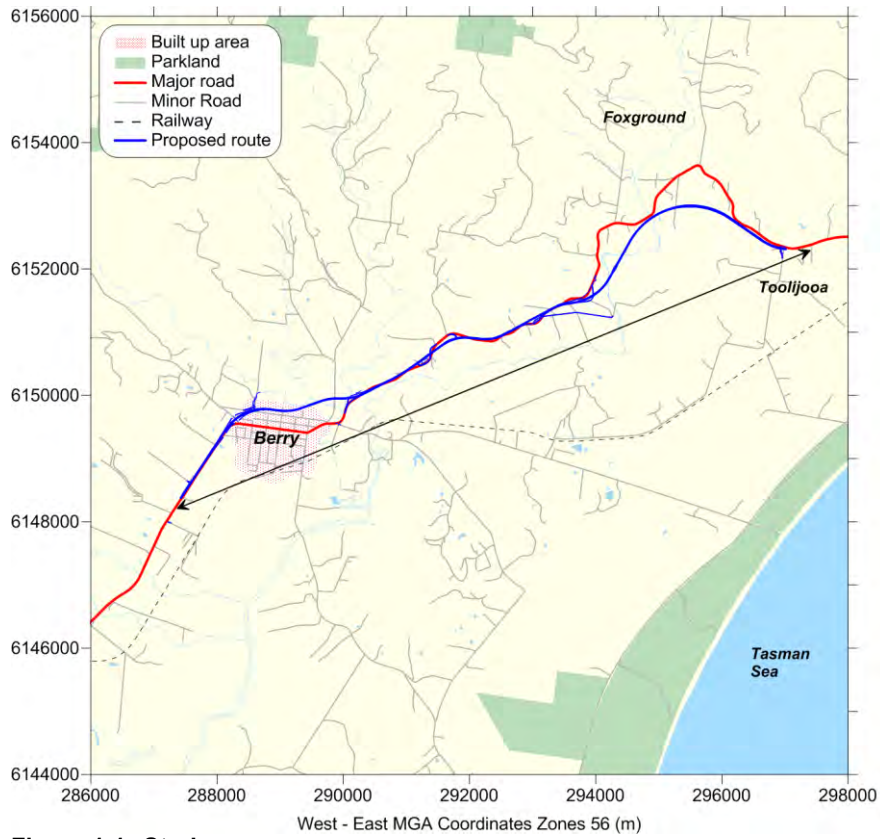 6156000
6154000
6152000
6150000
6148000
6146000
6144000
Built up area
Parkland
Major road
Minor Road
Railway
Proposed route
Foxground
Toolijooa
Berry
Tasman
Sea
286000 288000 290000 292000 294000 296000 298000
West - East MGA Coordinates Zones 56 (m)